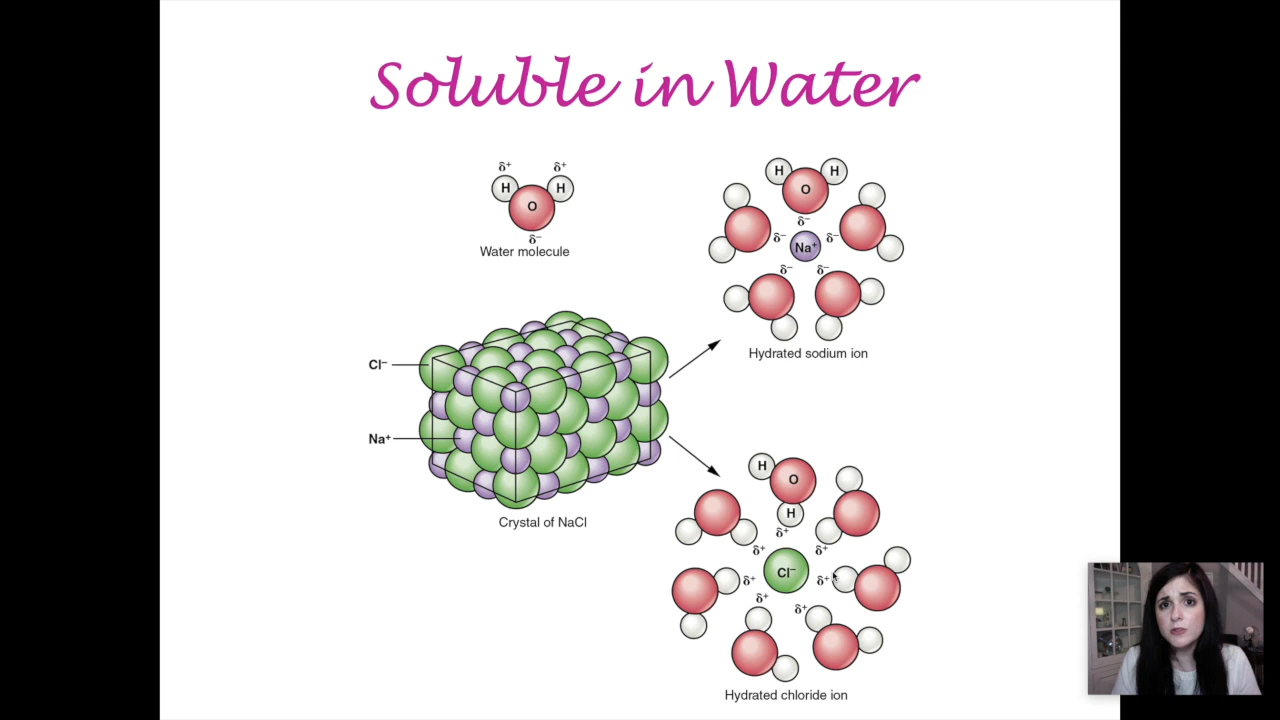 Soluble in Water
δ⁺ δ⁺
H H
O
δ⁻
Water molecule
H H
O
δ⁻
δ⁻ δ⁻
Na⁺
δ⁻ δ⁻
Hydrated sodium ion
Cl⁻
Na⁺
Crystal of NaCl
H
O
H
δ⁺
δ⁺ δ⁺
Cl⁻
δ⁺ δ⁺
δ⁺ δ⁺
Hydrated chloride ion